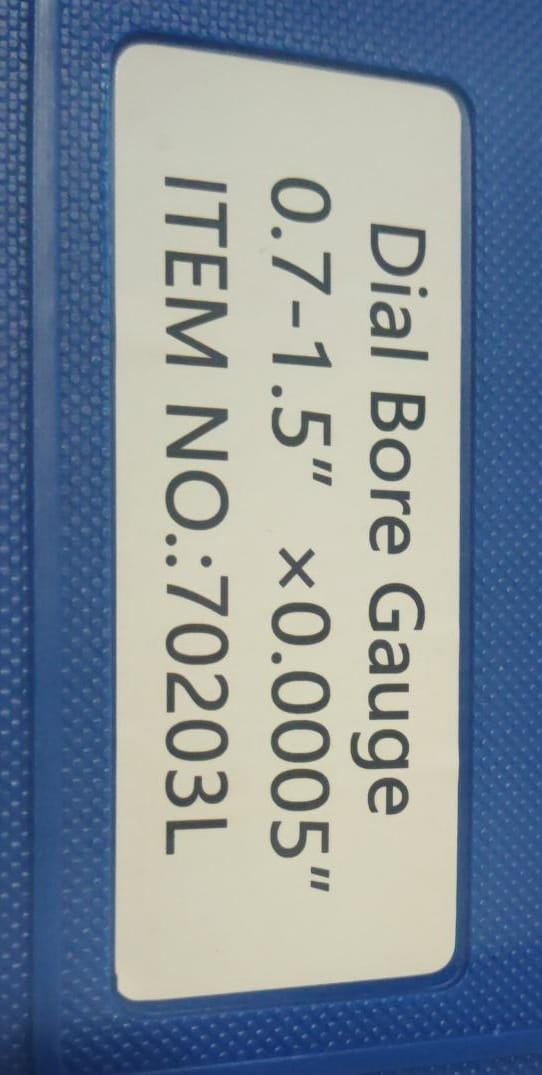 Dial Bore Gauge
0.7-1.5" ×0.0005"
ITEM NO.:70203L